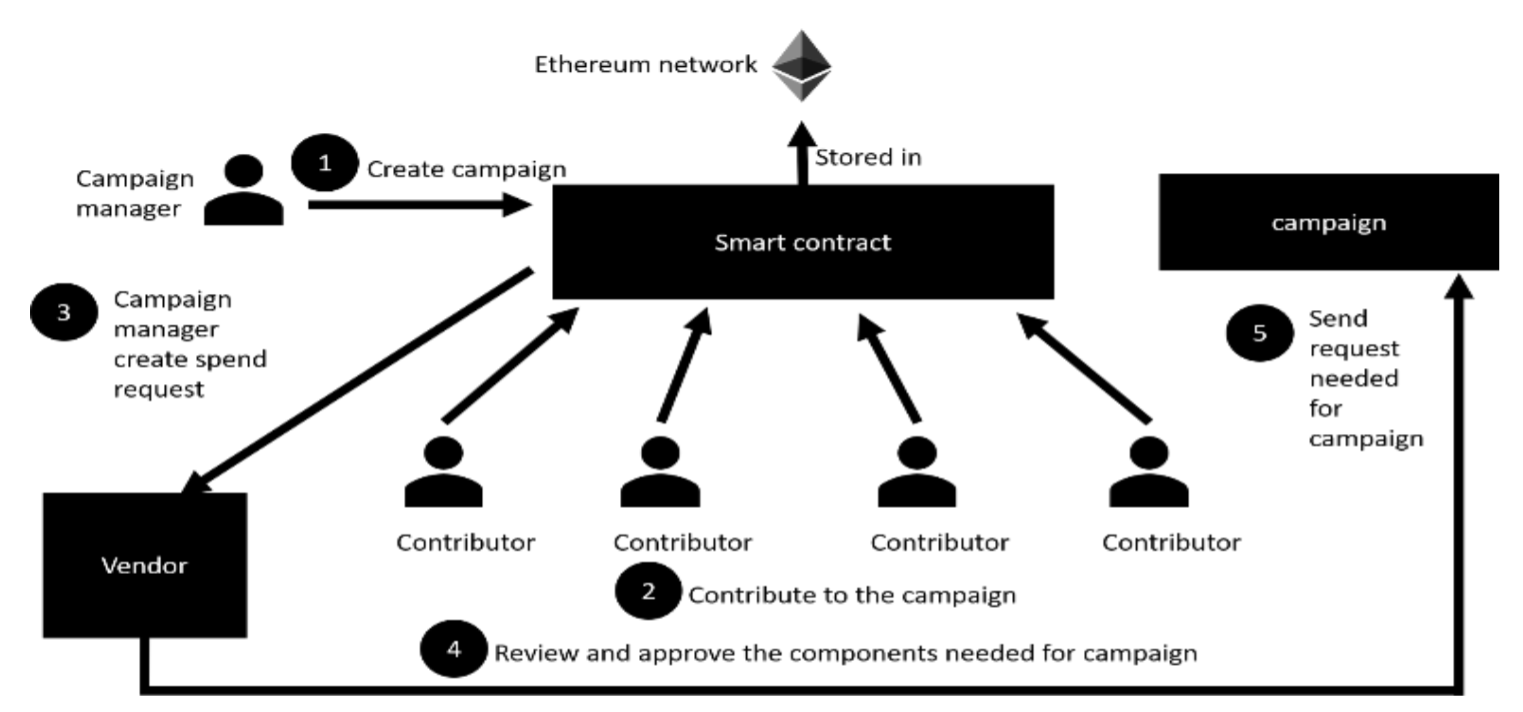 Ethereum network
Stored in
1
Create campaign
Campaign
manager
Smart contract
campaign
3
Campaign
manager
create spend
request
5
Send
request
needed
for
campaign
Vendor
Contributor
Contributor
Contributor
Contributor
2
Contribute to the campaign
4
Review and approve the components needed for campaign